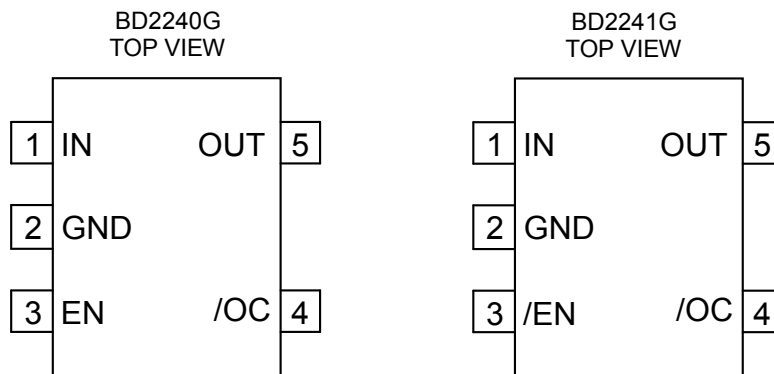 BD2240G
TOP VIEW
1 IN OUT 5
2 GND
3 EN /OC 4
BD2241G
TOP VIEW
1 IN OUT 5
2 GND
3 /EN /OC 4